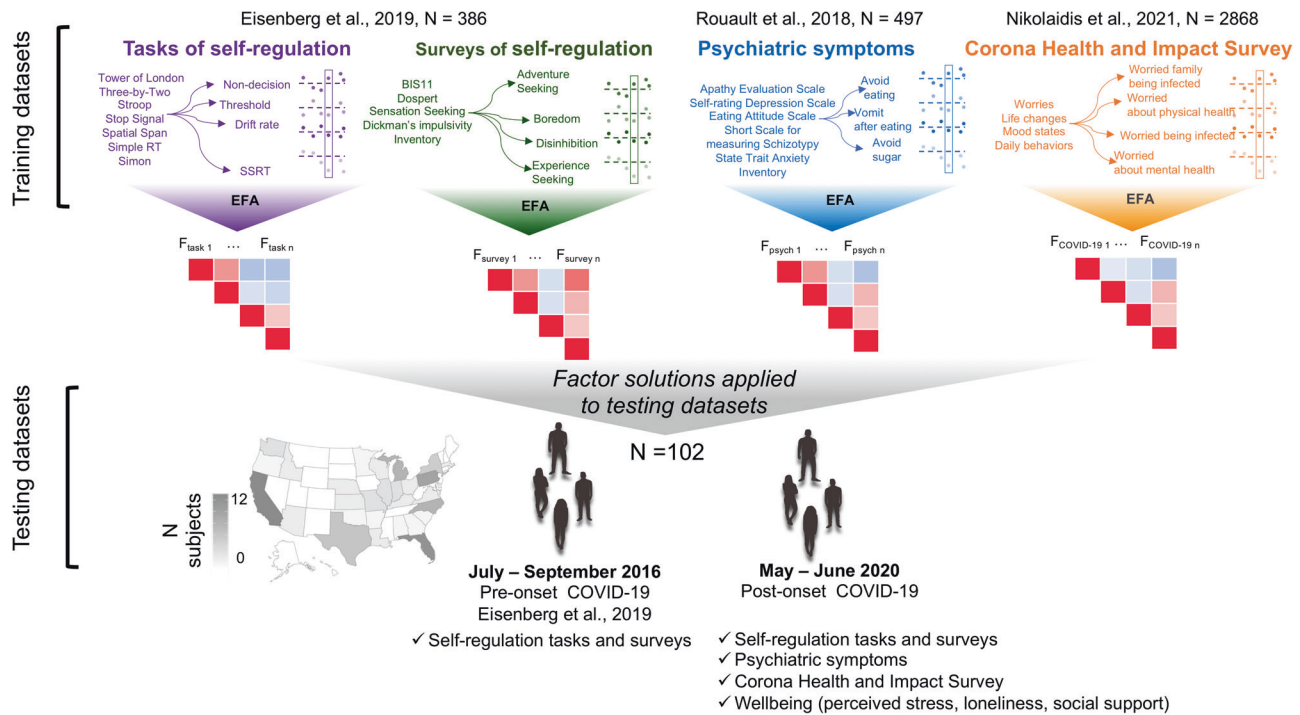 Eisenberg et al., 2019, N = 386
Rouault et al., 2018, N = 497
Nikolaidis et al., 2021, N = 2868
Training datasets
Tasks of self-regulation
Tower of London
Three-by-Two
Stroop
Stop Signal
Spatial Span
Simple RT
Simon
Non-decision
Threshold
Drift rate
SSRT
EFA
Surveys of self-regulation
BIS11
Dospert
Sensation Seeking
Dickman's impulsivity
Inventory
Adventure
Seeking
Boredom
Disinhibition
Experience
Seeking
EFA
Psychiatric symptoms
Apathy Evaluation Scale
Self-rating Depression Scale
Eating Attitude Scale
Short Scale for
measuring Schizotypy
State Trait Anxiety
Inventory
Avoid
eating
Vomit
after eating
Avoid
sugar
EFA
Corona Health and Impact Survey
Worries
Life changes
Mood states
Daily behaviors
Worried family
being infected
Worried
about physical health
Worried being infected
Worried
about mental health
EFA
F task 1 ... F task n
F survey 1 ... F survey n
F psych 1 ... F psych n
F COVID-19 1 ... F COVID-19 n
Testing datasets
Factor solutions applied
to testing datasets
N =102
N
subjects
12
0
July – September 2016
Pre-onset COVID-19
Eisenberg et al., 2019
✓ Self-regulation tasks and surveys
May – June 2020
Post-onset COVID-19
✓ Self-regulation tasks and surveys
✓ Psychiatric symptoms
✓ Corona Health and Impact Survey
✓ Wellbeing (perceived stress, loneliness, social support)